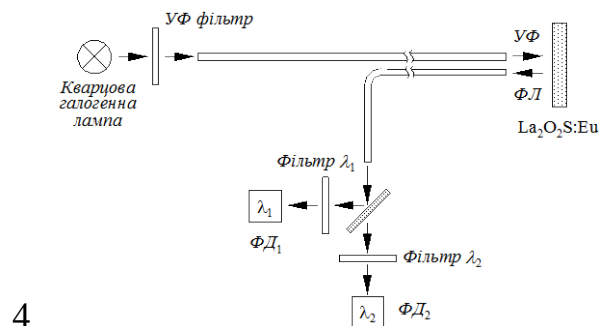 УФ фільтр
УФ
Кварцова
галогенна
лампа
ФЛ
La₂O₂S:Eu
Фільтр λ₁
λ₁
ФД₁
Фільтр λ₂
λ₂
ФД₂
4